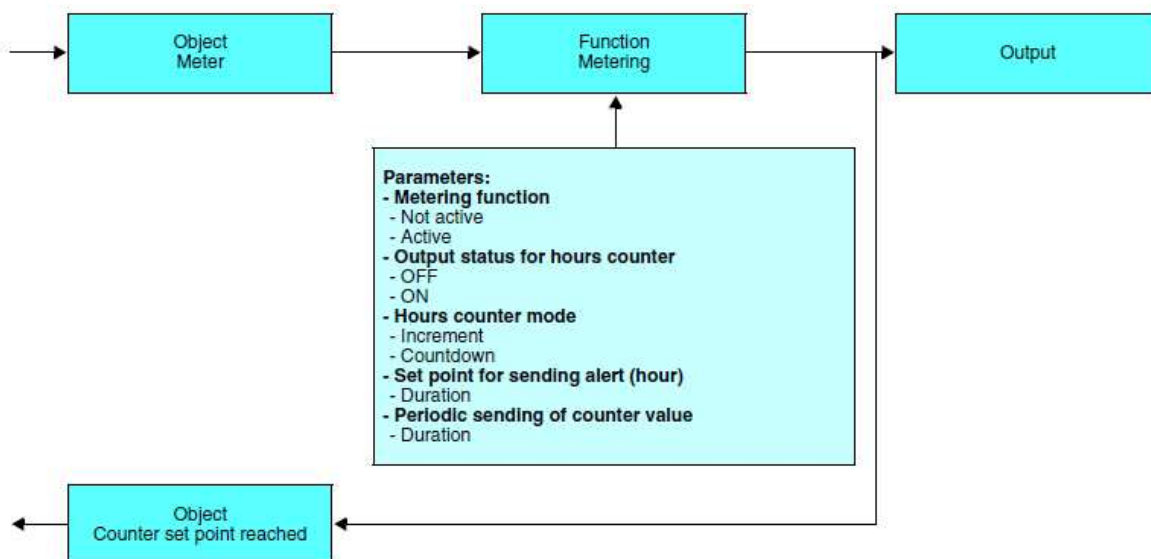 Object
Meter
Function
Metering
Output
Parameters:
- Metering function
- Not active
- Active
- Output status for hours counter
- OFF
- ON
- Hours counter mode
- Increment
- Countdown
- Set point for sending alert (hour)
- Duration
- Periodic sending of counter value
- Duration
Object
Counter set point reached